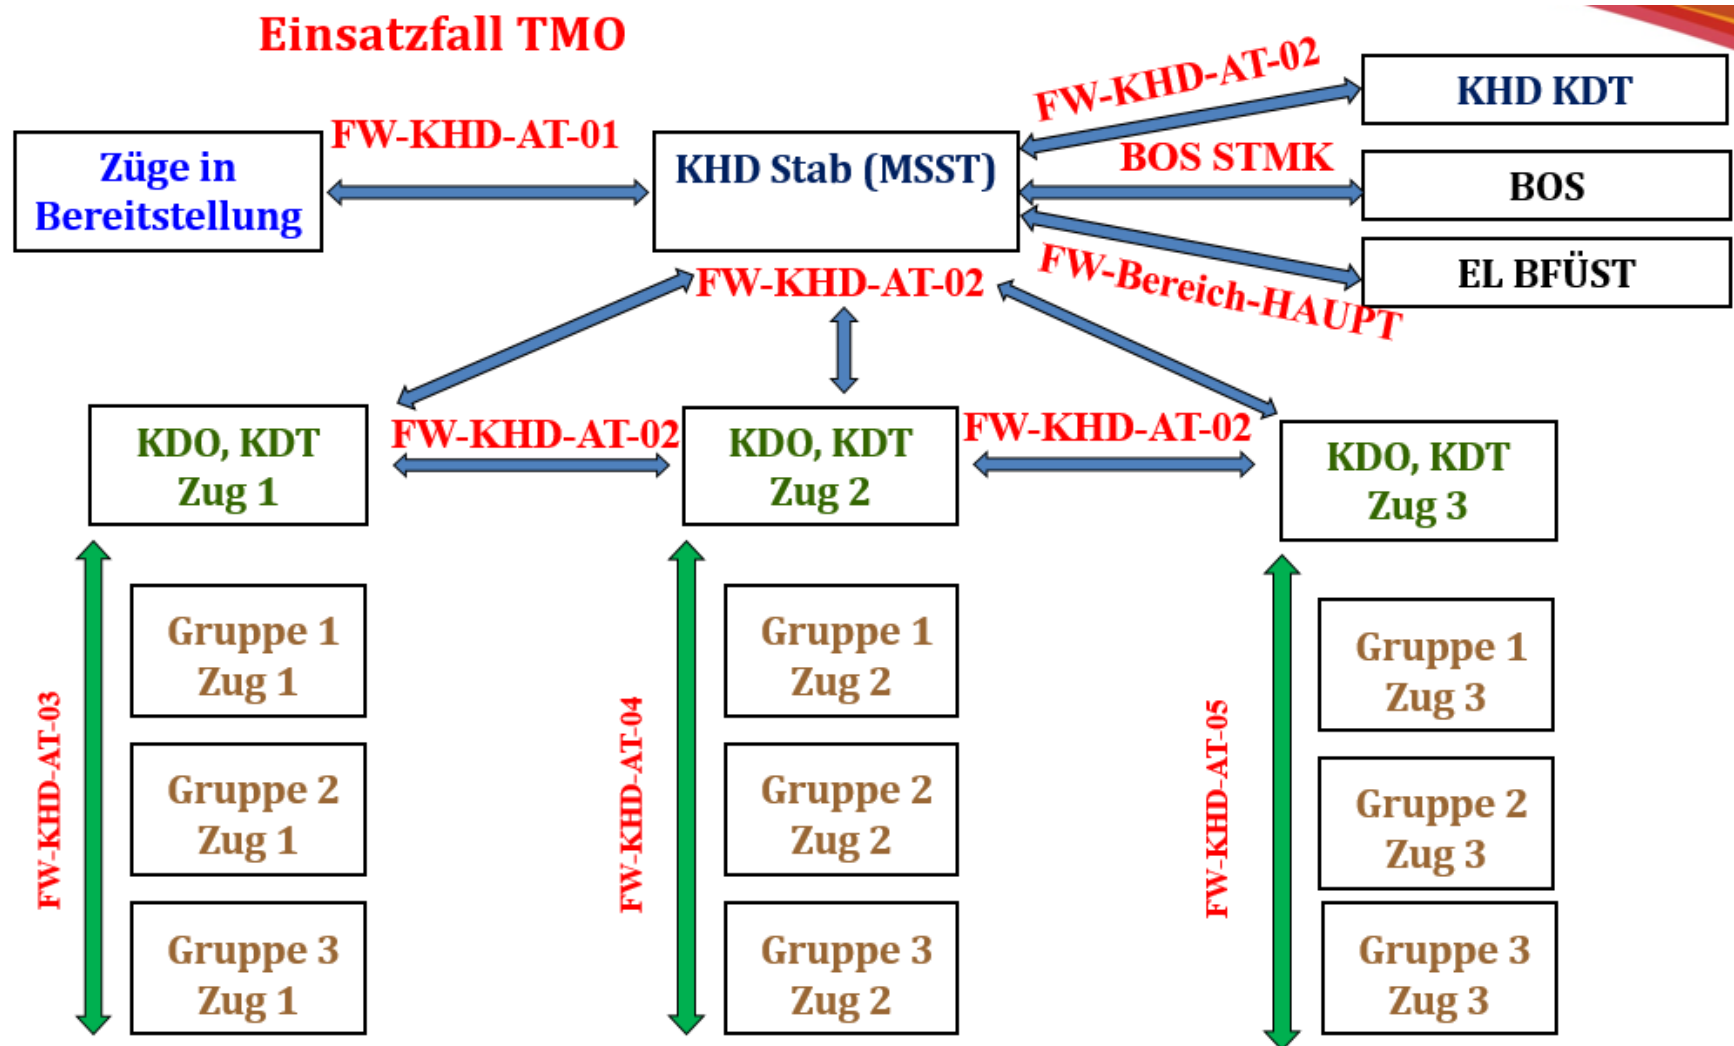 Einsatzfall TMO
FW-KHD-AT-02
KHD KDT
FW-KHD-AT-01
Züge in
Bereitstellung
KHD Stab (MSST)
BOS STMK
BOS
FW-Bereich-HAUPT
EL BFÜST
FW-KHD-AT-02
KDO, KDT
Zug 1
FW-KHD-AT-02
KDO, KDT
Zug 2
FW-KHD-AT-02
KDO, KDT
Zug 3
FW-KHD-AT-03
Gruppe 1
Zug 1
Gruppe 2
Zug 1
Gruppe 3
Zug 1
FW-KHD-AT-04
Gruppe 1
Zug 2
Gruppe 2
Zug 2
Gruppe 3
Zug 2
FW-KHD-AT-05
Gruppe 1
Zug 3
Gruppe 2
Zug 3
Gruppe 3
Zug 3